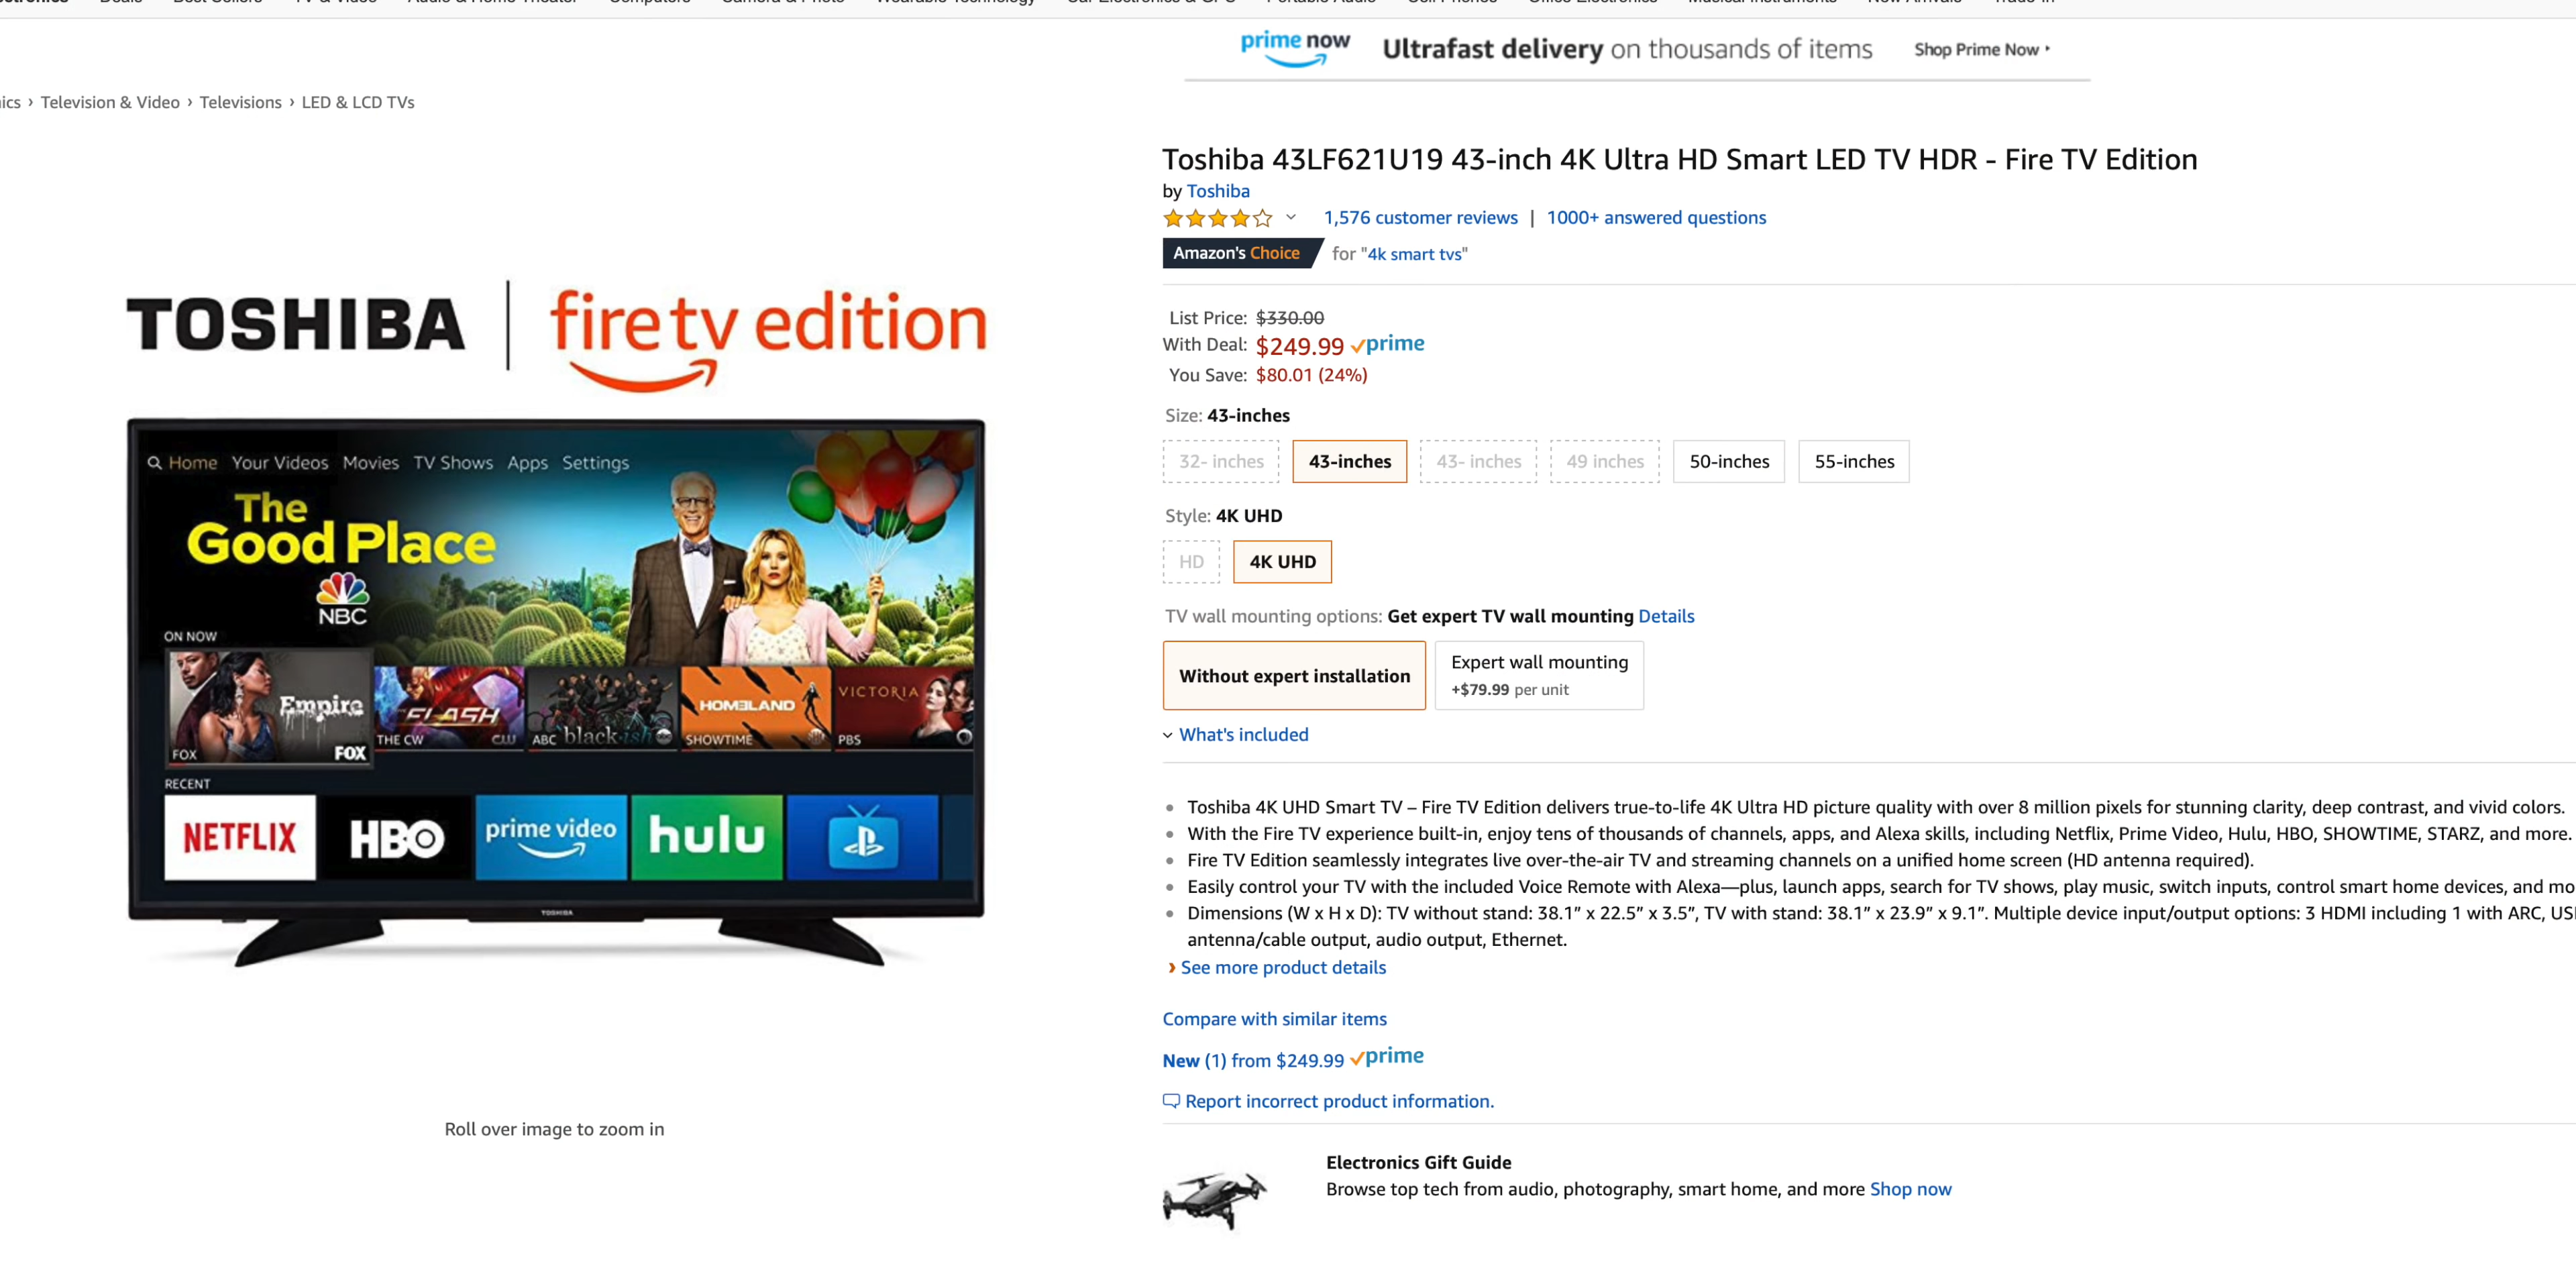 prime now Ultrafast delivery on thousands of items Shop Prime Now
› Television & Video › Televisions › LED & LCD TVs
TOSHIBA | fire tv edition
Home Your Videos Movies TV Shows Apps Settings
The
Good Place
NBC
ON NOW
Empire
FOX
FOX
FLASH
THE CW
CW
black-ish
ABC
HOMELAND
SHOWTIME
VICTORIA
PBS
RECENT
NETFLIX
HBO
prime video
hulu
TOSHIBA
Roll over image to zoom in
Toshiba 43LF621U19 43-inch 4K Ultra HD Smart LED TV HDR - Fire TV Edition
by Toshiba
1,576 customer reviews | 1000+ answered questions
Amazon's Choice for "4k smart tvs"
List Price: $330.00
With Deal: $249.99 prime
You Save: $80.01 (24%)
Size: 43-inches
32- inches 43-inches 43- inches 49 inches 50-inches 55-inches
Style: 4K UHD
HD 4K UHD
TV wall mounting options: Get expert TV wall mounting Details
Without expert installation
Expert wall mounting
+$79.99 per unit
What's included
• Toshiba 4K UHD Smart TV – Fire TV Edition delivers true-to-life 4K Ultra HD picture quality with over 8 million pixels for stunning clarity, deep contrast, and vivid colors.
• With the Fire TV experience built-in, enjoy tens of thousands of channels, apps, and Alexa skills, including Netflix, Prime Video, Hulu, HBO, SHOWTIME, STARZ, and more.
• Fire TV Edition seamlessly integrates live over-the-air TV and streaming channels on a unified home screen (HD antenna required).
• Easily control your TV with the included Voice Remote with Alexa—plus, launch apps, search for TV shows, play music, switch inputs, control smart home devices, and
• Dimensions (W x H x D): TV without stand: 38.1” x 22.5” x 3.5”, TV with stand: 38.1” x 23.9” x 9.1”. Multiple device input/output options: 3 HDMI including 1 with ARC,
antenna/cable output, audio output, Ethernet.
› See more product details
Compare with similar items
New (1) from $249.99 prime
Report incorrect product information.
Electronics Gift Guide
Browse top tech from audio, photography, smart home, and more Shop now